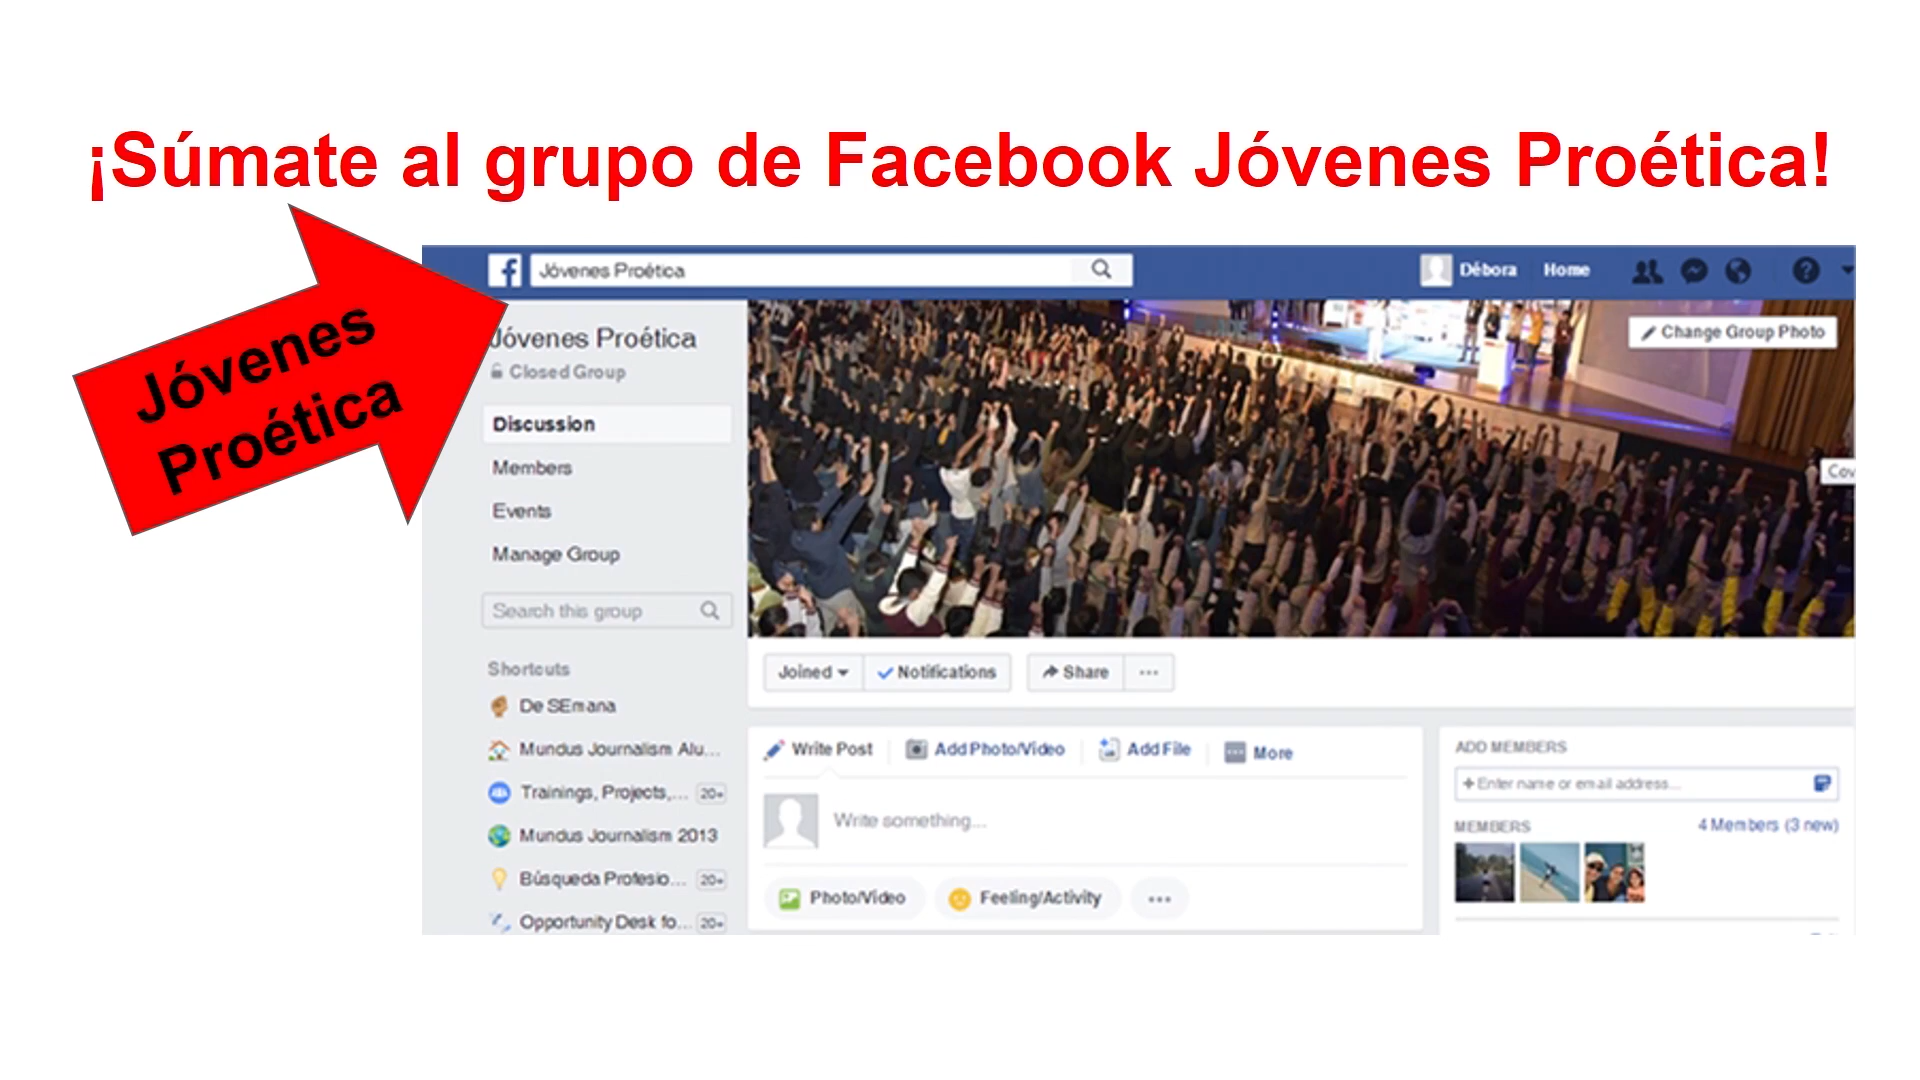 ¡Súmate al grupo de Facebook Jóvenes Proética!
Jóvenes
Proética
Jóvenes Proética
Débora
Home
Jóvenes Proética
Closed Group
Discussion
Members
Events
Manage Group
Search this group
Shortcuts
De SEmana
Mundus Journalism Alu...
Trainings, Projects,... 20+
Mundus Journalism 2013
Búsqueda Profesio... 20+
Opportunity Desk fo... 20+
Change Group Photo
Cov
Joined
Notifications
Share
Write Post
Add Photo/Video
Add File
More
Write something...
Photo/Video
Feeling/Activity
ADD MEMBERS
+ Enter name or email address...
MEMBERS
4 Members (3 new)